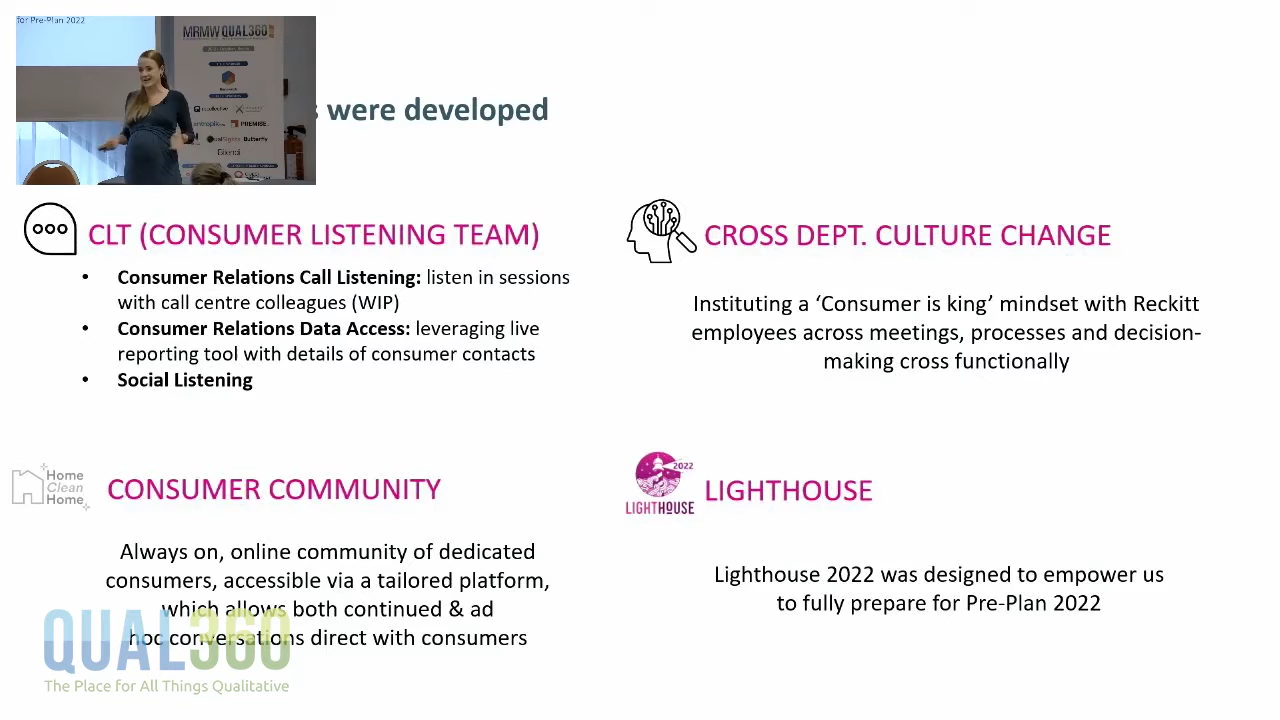 for Pre-Plan 2022
MRMW QUAL360
PREMISE
Butterfly
were developed
CLT (CONSUMER LISTENING TEAM)
• Consumer Relations Call Listening: listen in sessions
with call centre colleagues (WIP)
• Consumer Relations Data Access: leveraging live
reporting tool with details of consumer contacts
• Social Listening
CROSS DEPT. CULTURE CHANGE
Instituting a ‘Consumer is king’ mindset with Reckitt
employees across meetings, processes and decision-
making cross functionally
Home
Clean
Home
CONSUMER COMMUNITY
Always on, online community of dedicated
consumers, accessible via a tailored platform,
which allows both continued & ad
hoc conversations direct with consumers
2022
LIGHTHOUSE
LIGHTHOUSE
Lighthouse 2022 was designed to empower us
to fully prepare for Pre-Plan 2022
QUAL360
The Place for All Things Qualitative